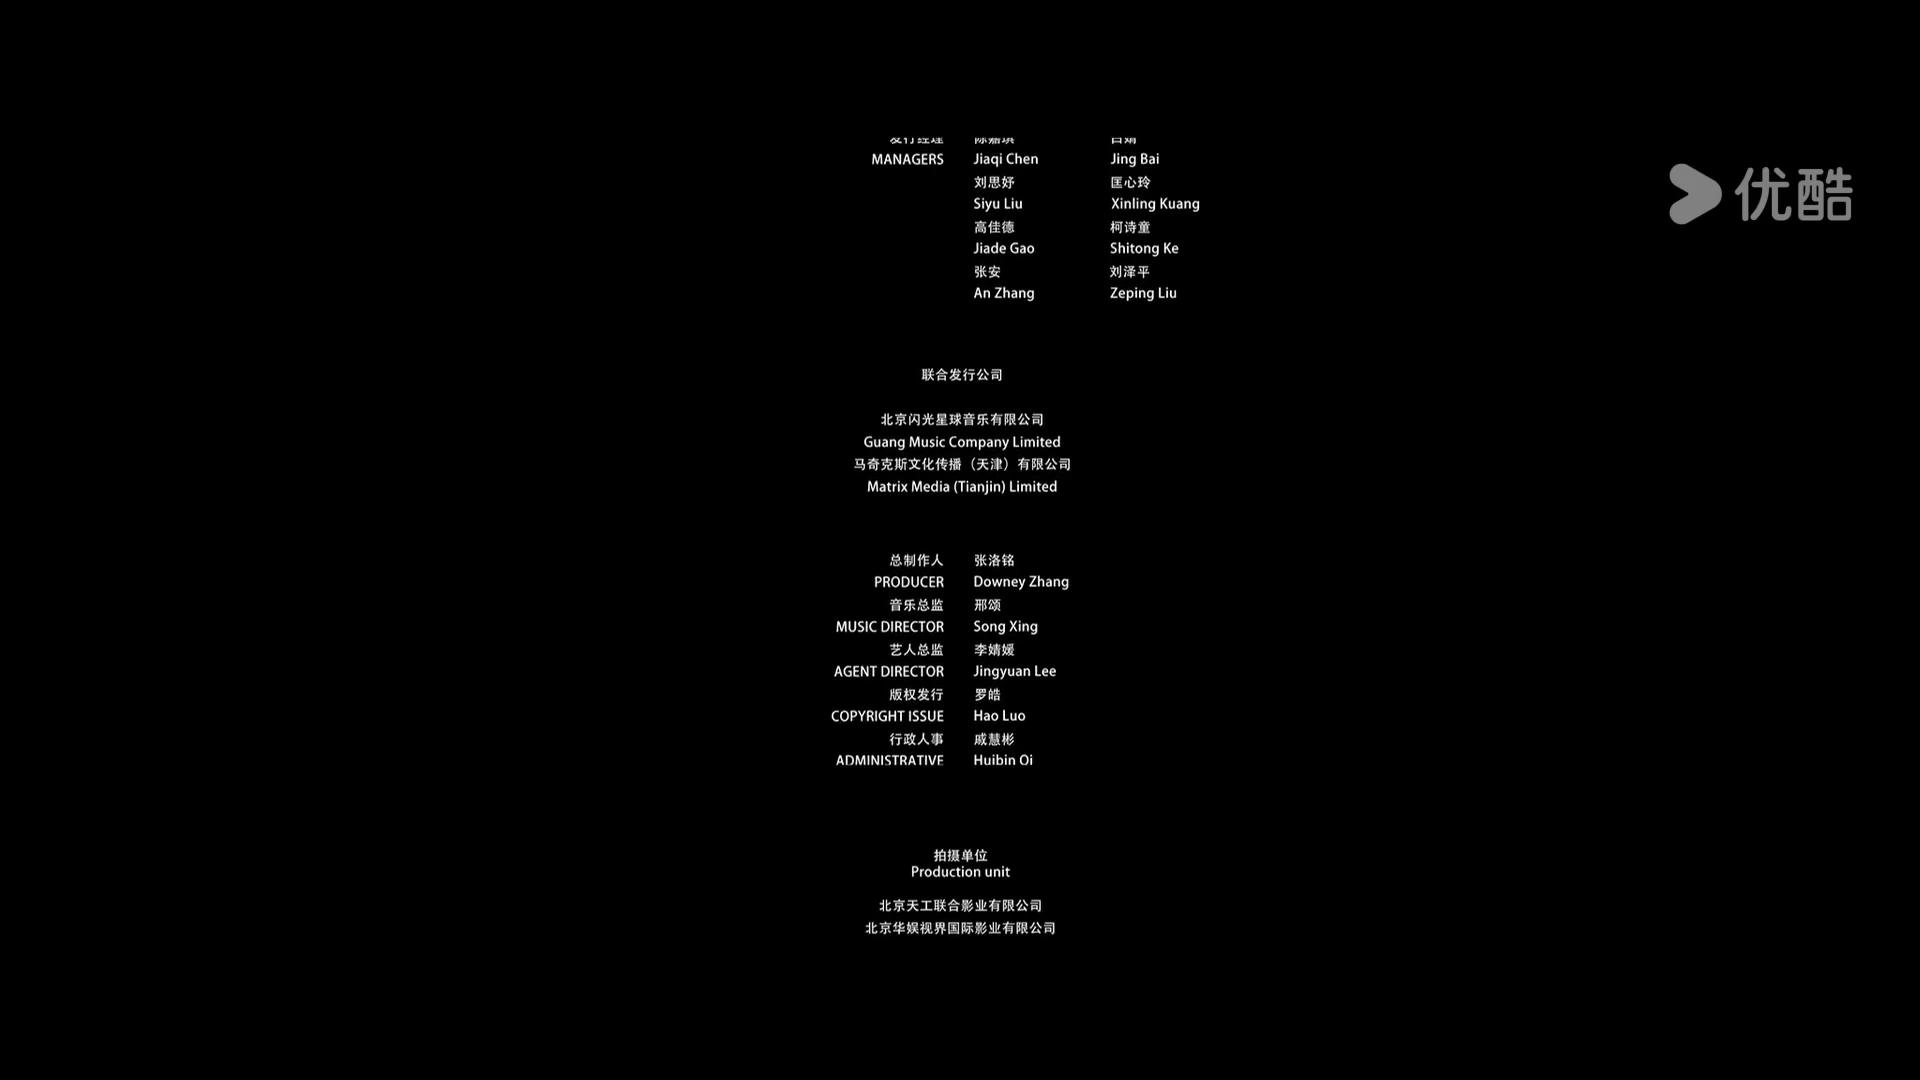 MANAGERS Jiaqi Chen Jing Bai
刘思妤 匡心玲
Siyu Liu Xinling Kuang
高佳德 柯诗童
Jiade Gao Shitong Ke
张安 刘泽平
An Zhang Zeping Liu
优酷
联合发行公司
北京闪光星球音乐有限公司
Guang Music Company Limited
马奇克斯文化传播（天津）有限公司
Matrix Media (Tianjin) Limited
总制作人 张洛铭
PRODUCER Downey Zhang
音乐总监 邢颂
MUSIC DIRECTOR Song Xing
艺人总监 李婧媛
AGENT DIRECTOR Jingyuan Lee
版权发行 罗皓
COPYRIGHT ISSUE Hao Luo
行政人事 戚慧彬
ADMINISTRATIVE Huibin Qi
拍摄单位
Production unit
北京天工联合影业有限公司
北京华娱视界国际影业有限公司